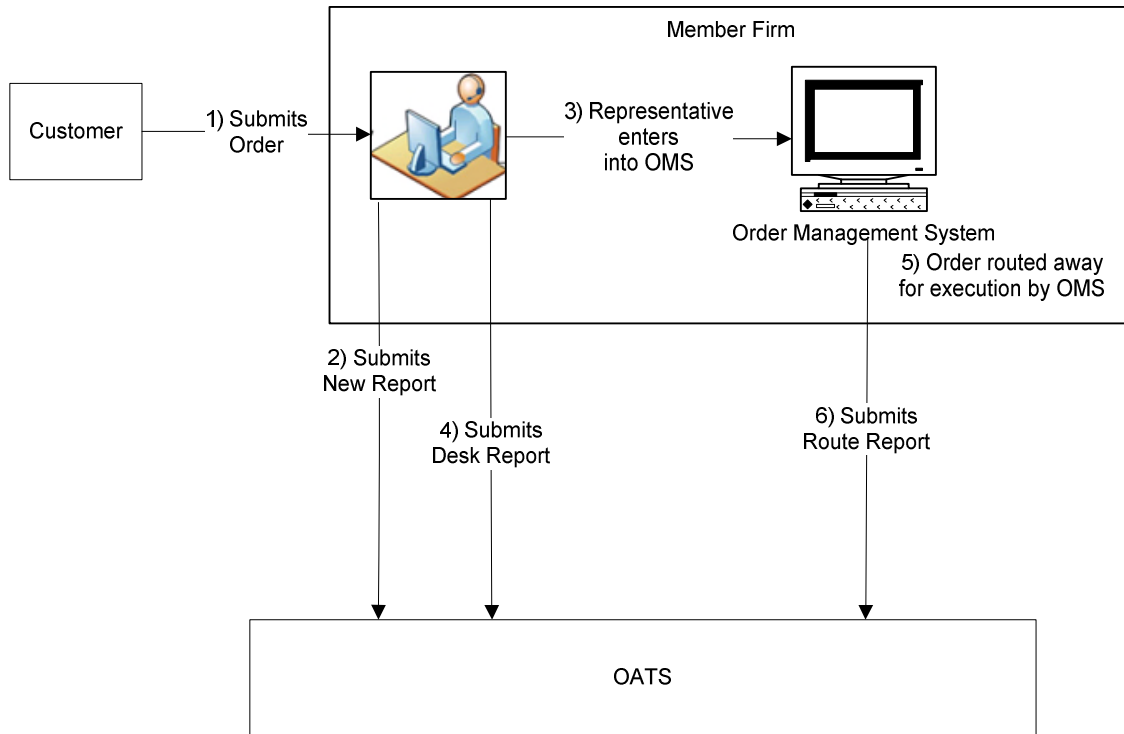 Member Firm
Customer
1) Submits
Order
3) Representative
enters
into OMS
Order Management System
5) Order routed away
for execution by OMS
2) Submits
New Report
4) Submits
Desk Report
6) Submits
Route Report
OATS